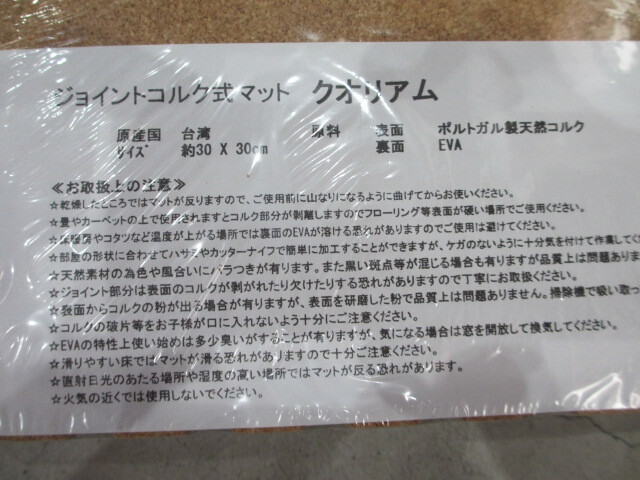 ジョイントコルク式マット クオリアム
原産国 台湾 原料 表面 ポルトガル製天然コルク
サイズ 約30 X 30cm 裏面 EVA
≪お取扱上の注意≫
☆乾燥したところではマットが反りますので、ご使用前に山なりになるように曲げてからお使いください。
☆畳やカーペットの上で使用されますとコルク部分が剥離しますのでフローリング等表面が硬い場所でご使用ください。
☆床暖房やコタツなど温度が上がる場所では裏面のEVAが溶ける恐れがありますのでご使用は避けてください。
☆部屋の形状に合わせてハサミやカッターナイフで簡単に加工することができますが、ケガのないように十分気を付けて作業してく
☆天然素材の為色や風合いにバラつきが有ります。また黒い斑点等が混じる場合も有りますが品質上は問題ありま
☆ジョイント部分は表面のコルクが剥がれたり欠けたりする恐れがありますので丁寧にお取扱ください。
☆表面からコルクの粉が出る場合が有りますが、表面を研磨した粉で品質上は問題ありません。掃除機で吸い取っ
☆コルクの破片等をお子様が口に入れないよう十分にご注意ください。
☆EVAの特性上使い始めは多少臭いがすることが有りますが、気になる場合は窓を開放して換気してください。
☆滑りやすい床ではマットが滑る恐れがありますので十分ご注意ください。
☆直射日光のあたる場所や湿度の高い場所ではマットが反る恐れがあります。
☆火気の近くでは使用しないでください。